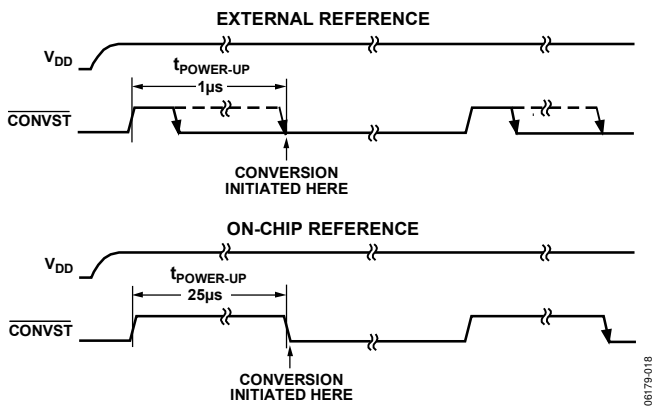 EXTERNAL REFERENCE
VDD
tPOWER-UP
1µs
CONVST
CONVERSION
INITIATED HERE
ON-CHIP REFERENCE
VDD
tPOWER-UP
25µs
CONVST
CONVERSION
INITIATED HERE
06179-018